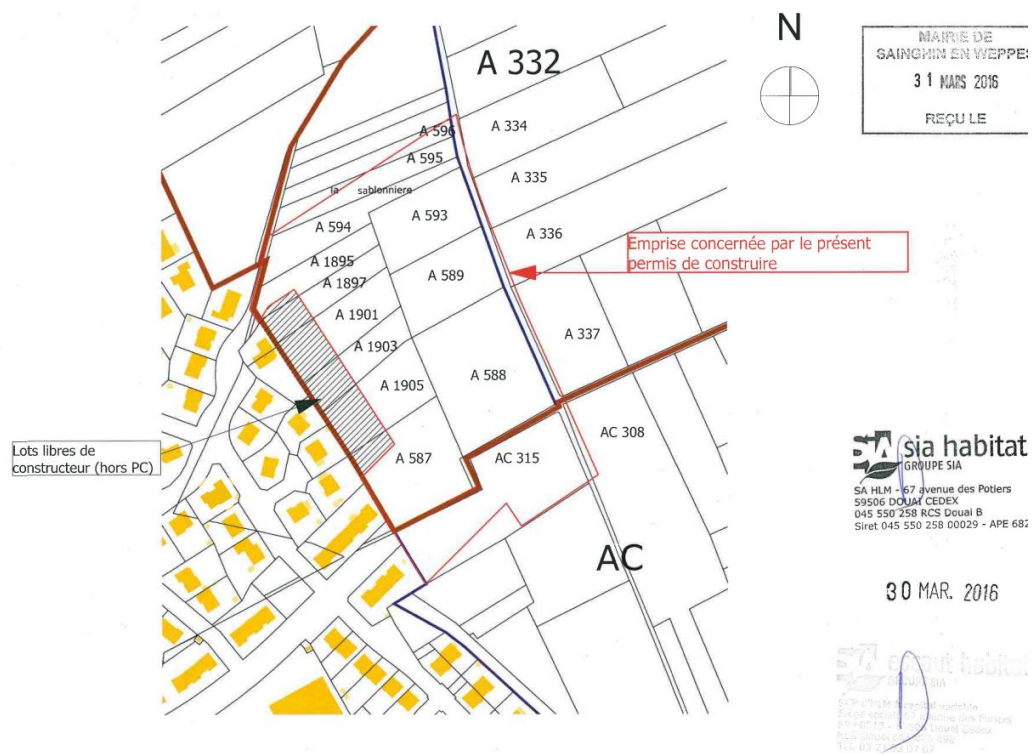 N
MAIRIE DE
SAINGHIN EN WEPPES
31 MARS 2016
REÇU LE
A 332
A 596
A 334
A 595
A 335
la sablonniere
A 594
A 593
A 336
Emprise concernée par le présent
permis de construire
A 1895
A 1897
A 589
A 1901
A 1903
A 337
A 1905
A 588
Lots libres de
constructeur (hors PC)
A 587
AC 315
AC 308
AC
sia habitat
GROUPE SIA
SA HLM - 67 avenue des Potiers
59506 DOUAI CEDEX
045 550 258 RCS Douai B
Siret 045 550 258 00029 - APE 682
30 MAR. 2016
escaut habitat
GROUPE SIA